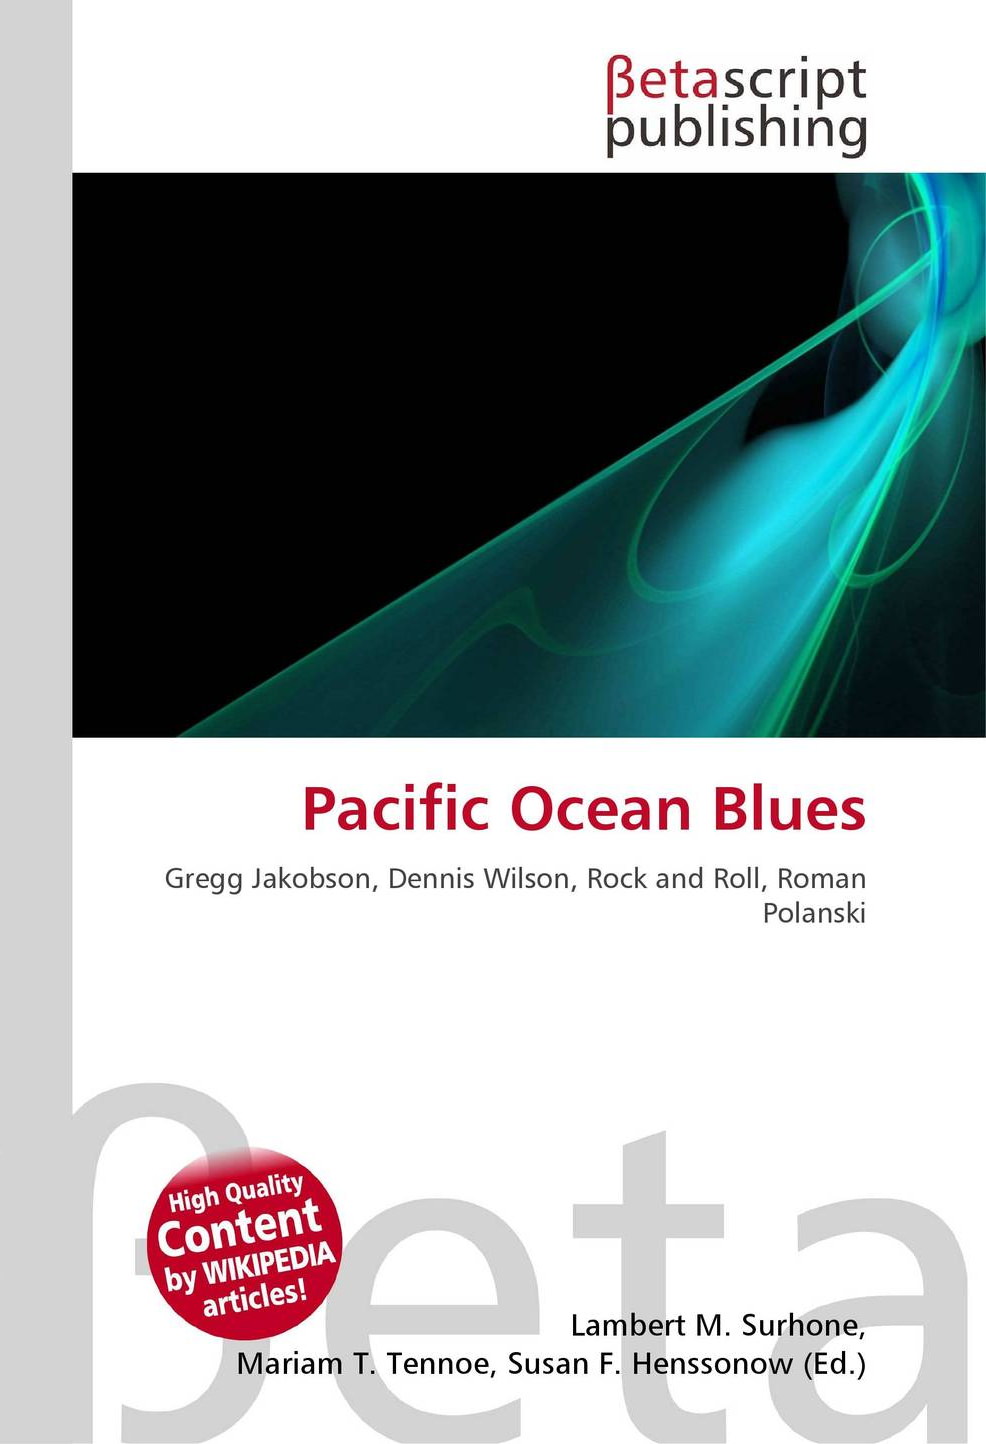 βetascript
publishing
Pacific Ocean Blues
Gregg Jakobson, Dennis Wilson, Rock and Roll, Roman
Polanski
High Quality
Content
by WIKIPEDIA
articles!
βeta
Lambert M. Surhone,
Mariam T. Tennoe, Susan F. Henssonow (Ed.)